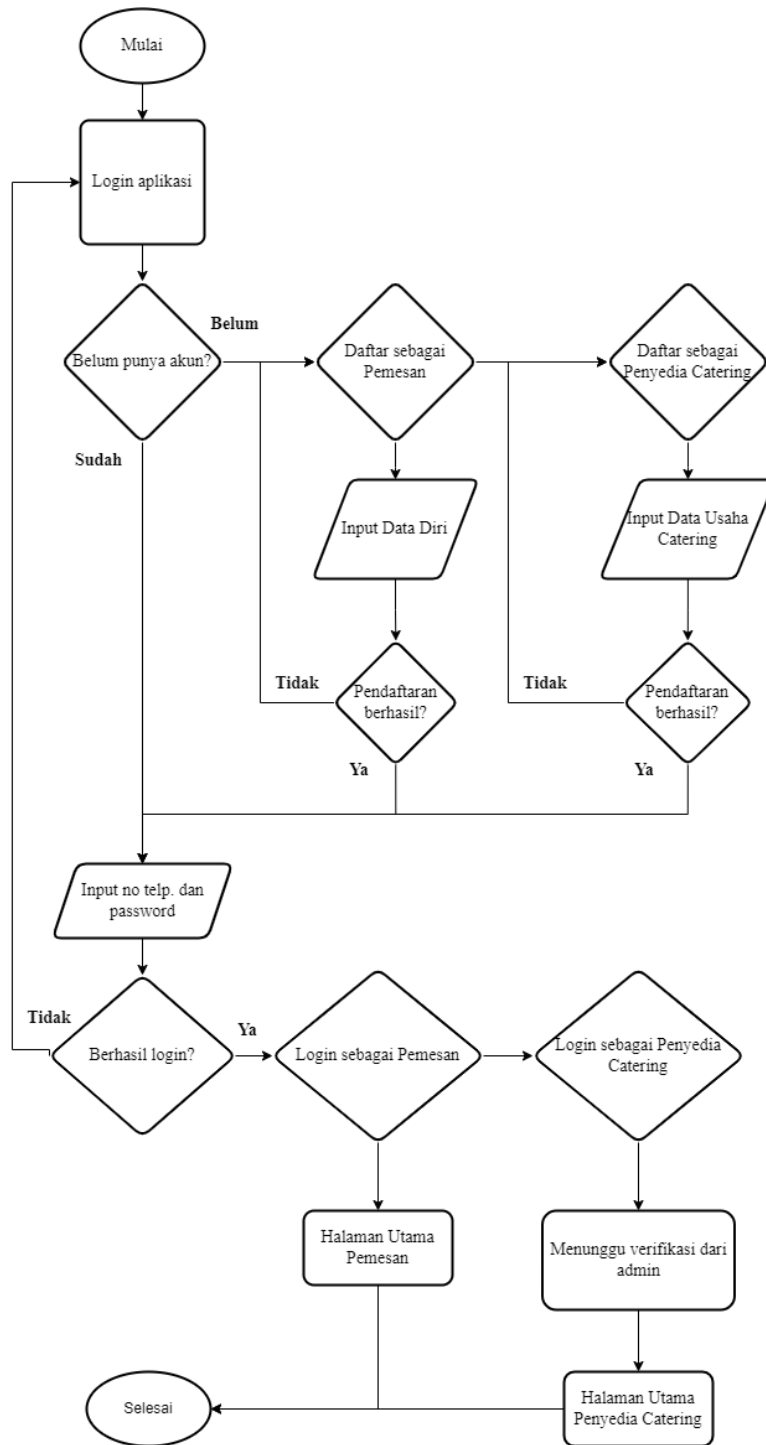 Mulai
Login aplikasi
Belum
Belum punya akun?
Daftar sebagai
Pemesan
Daftar sebagai
Penyedia Catering
Sudah
Input Data Diri
Input Data Usaha
Catering
Tidak
Pendaftaran
berhasil?
Tidak
Pendaftaran
berhasil?
Ya
Ya
Input no telp. dan
password
Tidak
Berhasil login?
Ya
Login sebagai Pemesan
Login sebagai Penyedia
Catering
Halaman Utama
Pemesan
Menunggu verifikasi dari
admin
Selesai
Halaman Utama
Penyedia Catering